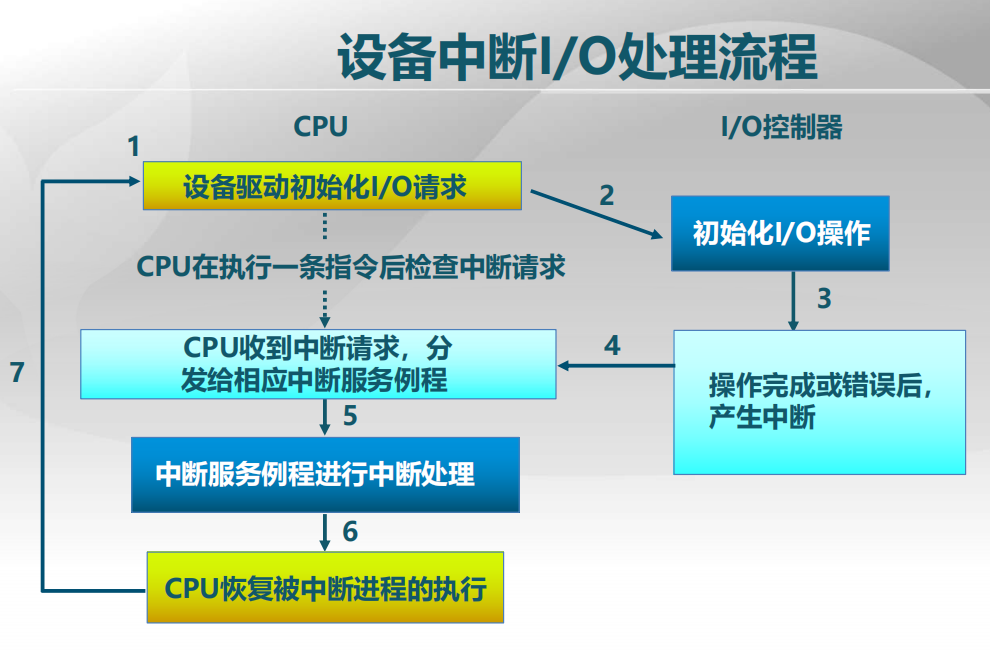 设备中断I/O处理流程
CPU
I/O控制器
1
设备驱动初始化I/O请求
2
初始化I/O操作
CPU在执行一条指令后检查中断请求
3
CPU收到中断请求，分
发给相应中断服务例程
4
操作完成或错误后，
产生中断
7
5
中断服务例程进行中断处理
6
CPU恢复被中断进程的执行